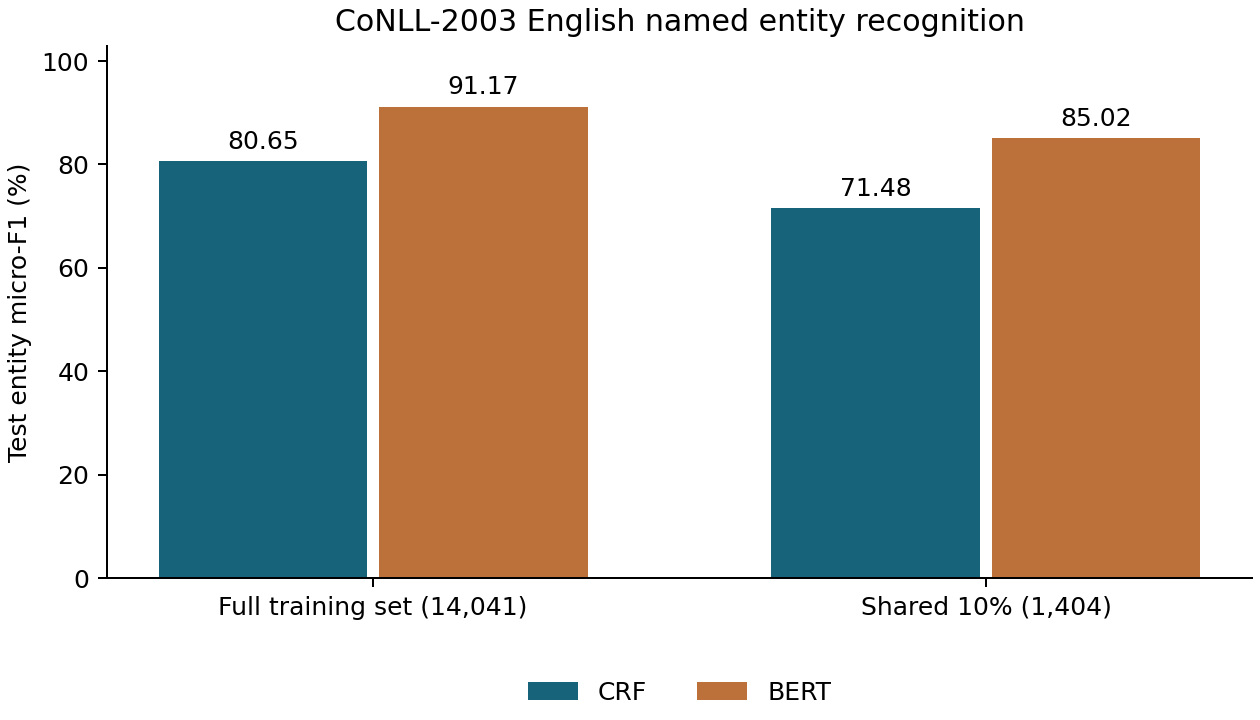 CoNLL-2003 English named entity recognition
Test entity micro-F1 (%)
100
80
60
40
20
0
80.65
91.17
71.48
85.02
Full training set (14,041)
Shared 10% (1,404)
CRF
BERT